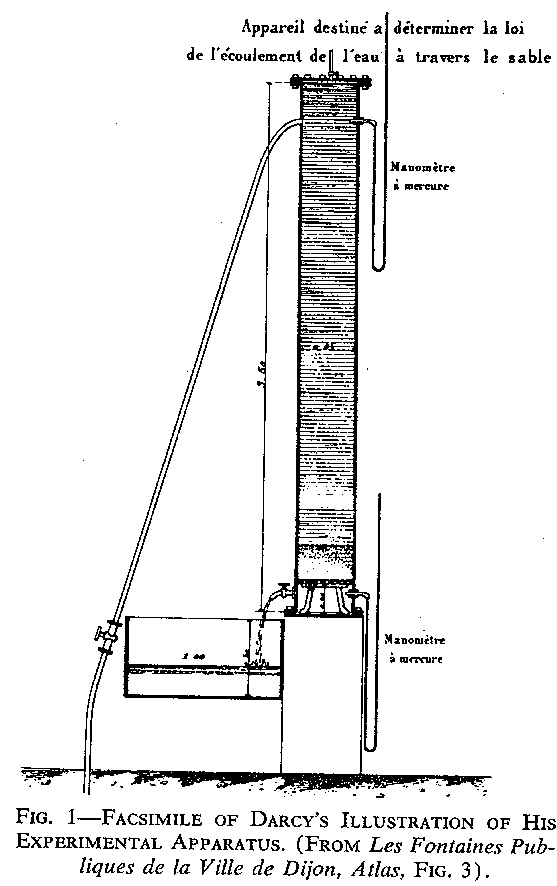 Appareil destiné a déterminer la loi
de l'écoulement de l'eau à travers le sable
Manomètre
à mercure
Manomètre
à mercure
FIG. 1—FACSIMILE OF DARCY'S ILLUSTRATION OF HIS
EXPERIMENTAL APPARATUS. (FROM Les Fontaines Pub-
liques de la Ville de Dijon, Atlas, FIG. 3).